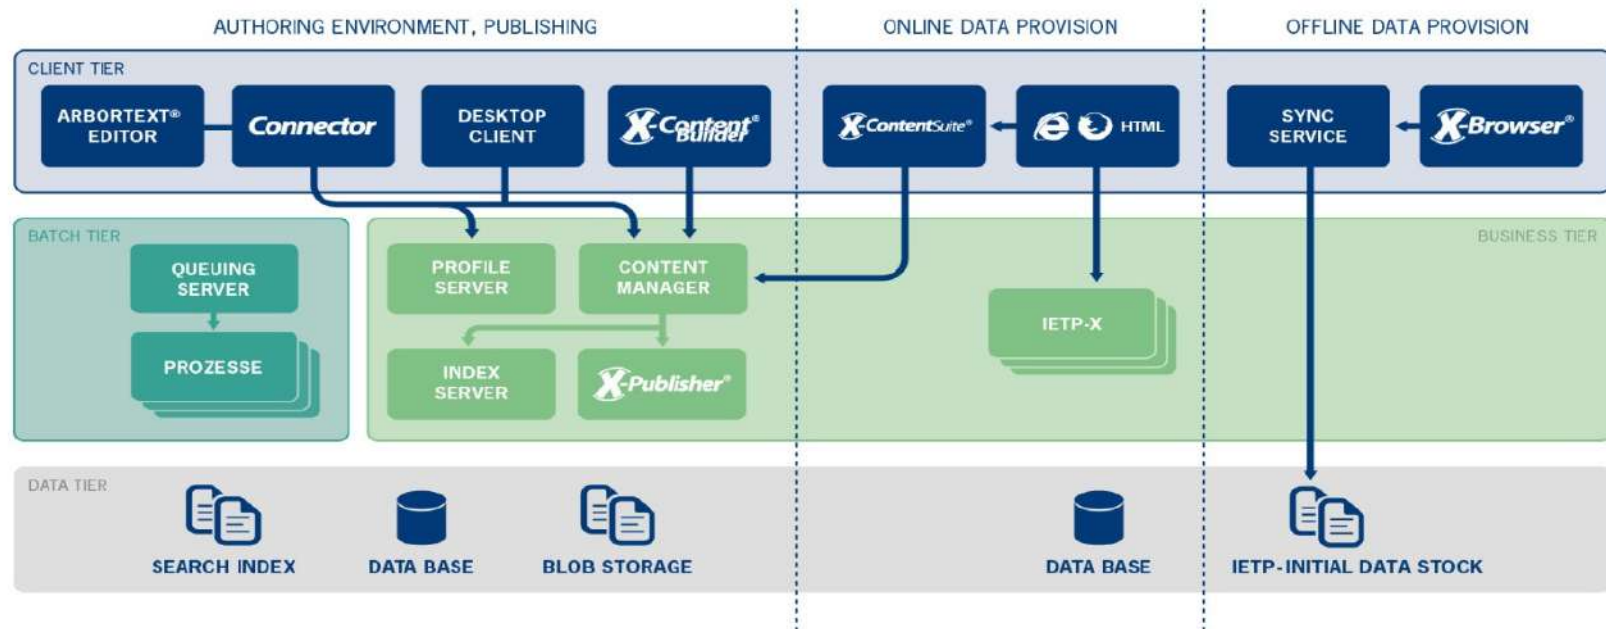 AUTHORING ENVIRONMENT, PUBLISHING
ONLINE DATA PROVISION
OFFLINE DATA PROVISION
CLIENT TIER
ARBORTEXT®
EDITOR
Connector
DESKTOP
CLIENT
X-Content®
Builder
X-ContentSuite®
HTML
SYNC
SERVICE
X-Browser®
BATCH TIER
BUSINESS TIER
QUEUING
SERVER
PROFILE
SERVER
CONTENT
MANAGER
IETP-X
PROZESSE
INDEX
SERVER
X-Publisher®
DATA TIER
SEARCH INDEX
DATA BASE
BLOB STORAGE
DATA BASE
IETP-INITIAL DATA STOCK